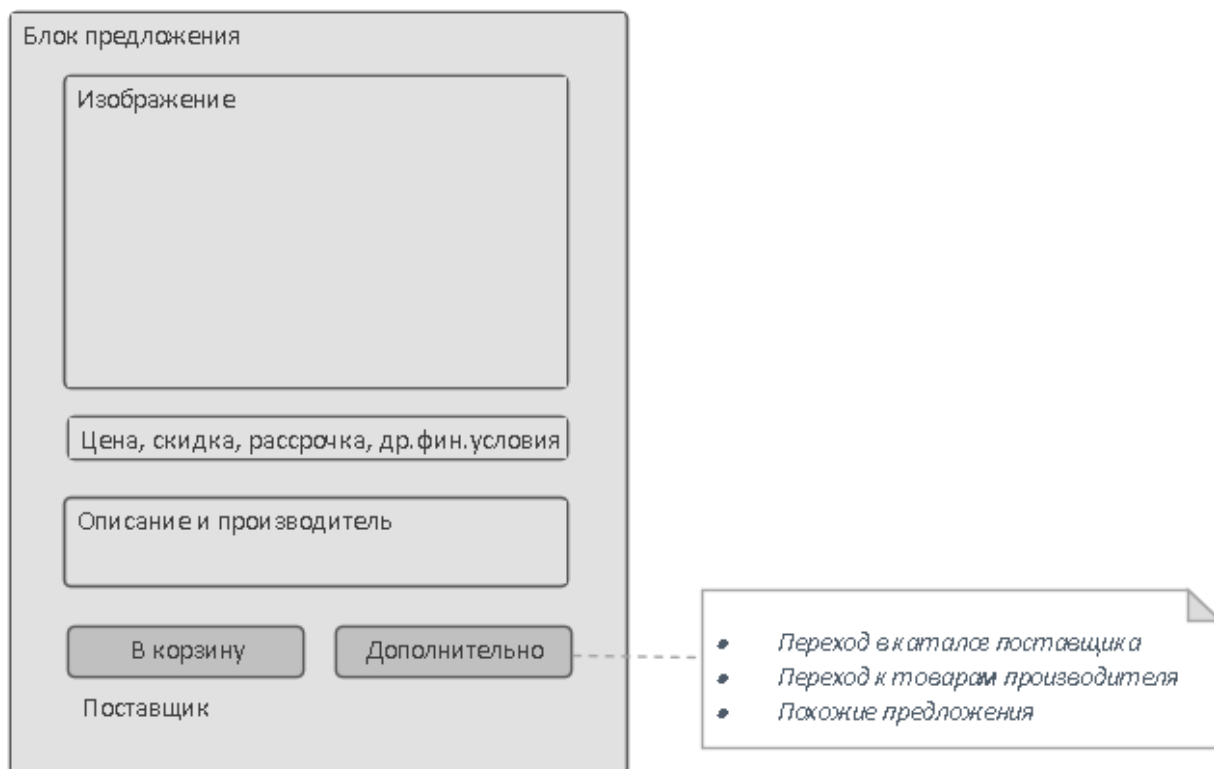 Блок предложения
Изображение
Цена, скидка, рассрочка, др.фин.условия
Описание и производитель
В корзину
Дополнительно
Поставщик
• Переход в каталог поставщика
• Переход к товарам производителя
• Похожие предложения